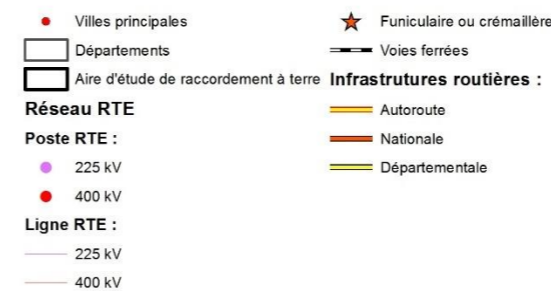 Villes principales
Départements
Aire d'étude de raccordement à terre
Réseau RTE
Poste RTE :
225 kV
400 kV
Ligne RTE :
225 kV
400 kV
Funiculaire ou crémaillère
Voies ferrées
Infrastrutures routières :
Autoroute
Nationale
Départementale